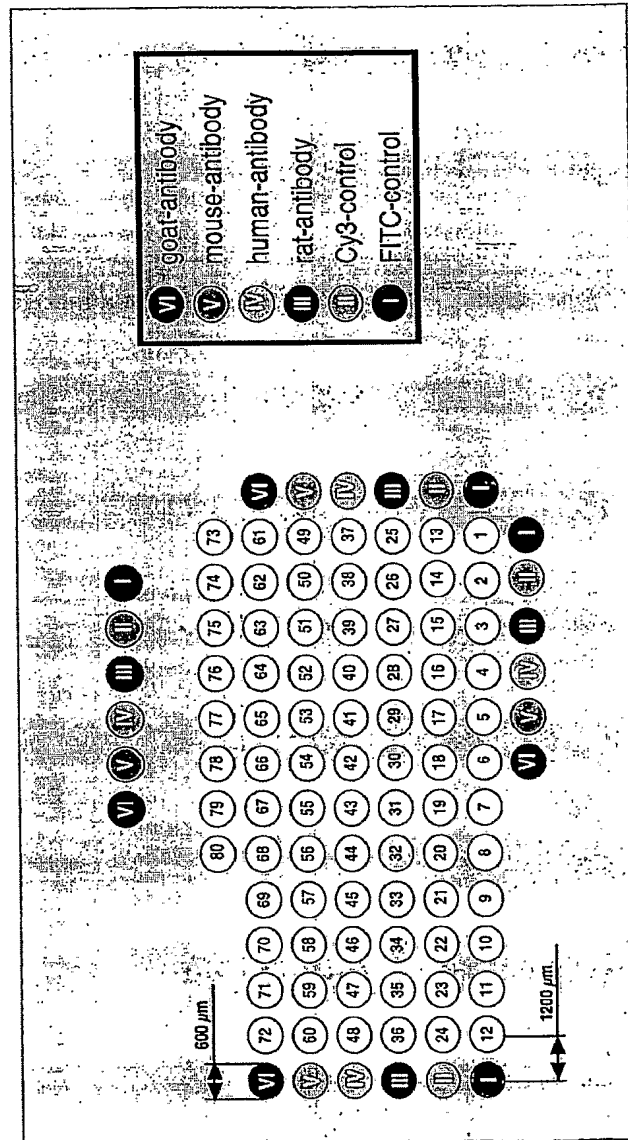 VI V IV III II I
600 µm
80 79 78 77 76 75 74 73
VI 72 71 70 69 68 67 66 65 64 63 62 61 VI
V 60 59 58 57 56 55 54 53 52 51 50 49 V
IV 48 47 46 45 44 43 42 41 40 39 38 37 IV
III 36 35 34 33 32 31 30 29 28 27 26 25 III
II 24 23 22 21 20 19 18 17 16 15 14 13 II
I 12 11 10 9 8 7 6 5 4 3 2 1 I
VI V IV III II I
1200 µm
VI goat-antibody
V mouse-antibody
IV human-antibody
III rat-antibody
II Cy3-control
I FITC-control